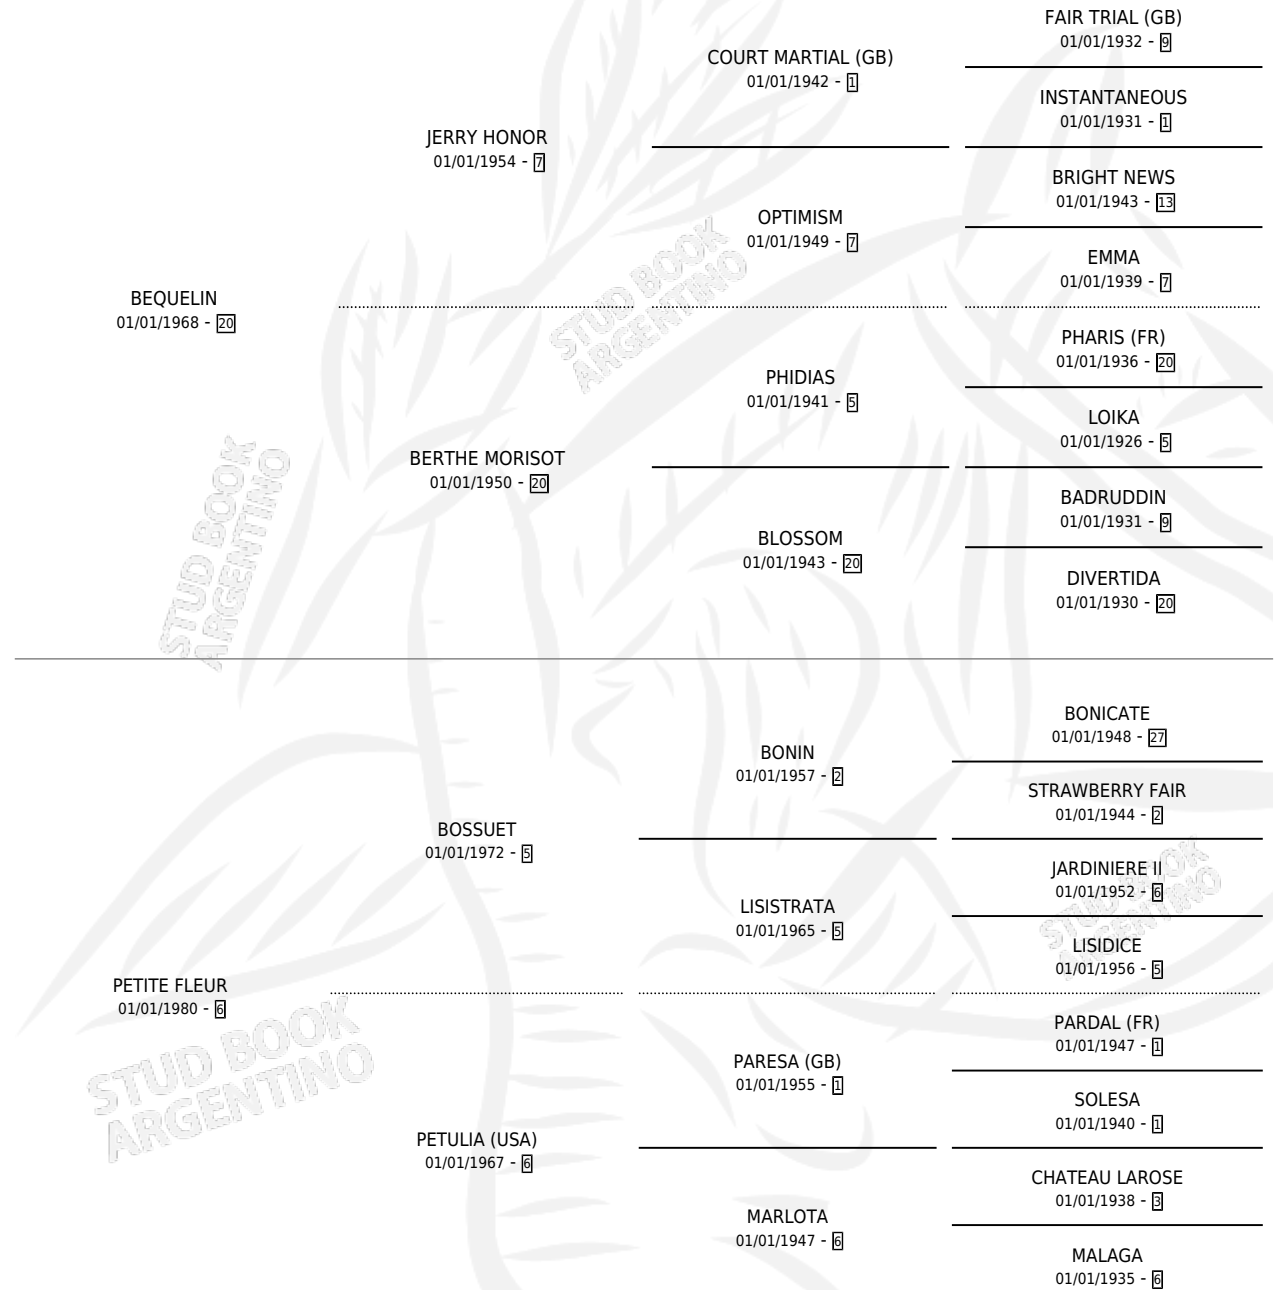 FAIR TRIAL (GB)
01/01/1932 - 9
COURT MARTIAL (GB)
01/01/1942 - 1
INSTANTANEOUS
01/01/1931 - 1
JERRY HONOR
01/01/1954 - 7
BRIGHT NEWS
01/01/1943 - 13
OPTIMISM
01/01/1949 - 7
EMMA
01/01/1939 - 7
BEQUELIN
01/01/1968 - 20
PHARIS (FR)
01/01/1936 - 20
PHIDIAS
01/01/1941 - 5
LOIKA
01/01/1926 - 5
BERTHE MORISOT
01/01/1950 - 20
BADRUDDIN
01/01/1931 - 9
BLOSSOM
01/01/1943 - 20
DIVERTIDA
01/01/1930 - 20
BONICATE
01/01/1948 - 27
BONIN
01/01/1957 - 2
STRAWBERRY FAIR
01/01/1944 - 2
BOSSUET
01/01/1972 - 5
JARDINIERE II
01/01/1952 - 6
LISISTRATA
01/01/1965 - 5
LISIDICE
01/01/1956 - 5
PETITE FLEUR
01/01/1980 - 6
PARDAL (FR)
01/01/1947 - 1
PARESA (GB)
01/01/1955 - 1
SOLESA
01/01/1940 - 1
PETULIA (USA)
01/01/1967 - 6
CHATEAU LAROSE
01/01/1938 - 3
MARLOTA
01/01/1947 - 6
MALAGA
01/01/1935 - 6
STUD BOOK
ARGENTINO
STUD BOOK
ARGENTINO
STUD BOOK
ARGENTINO
STUD BOOK
ARGENTINO